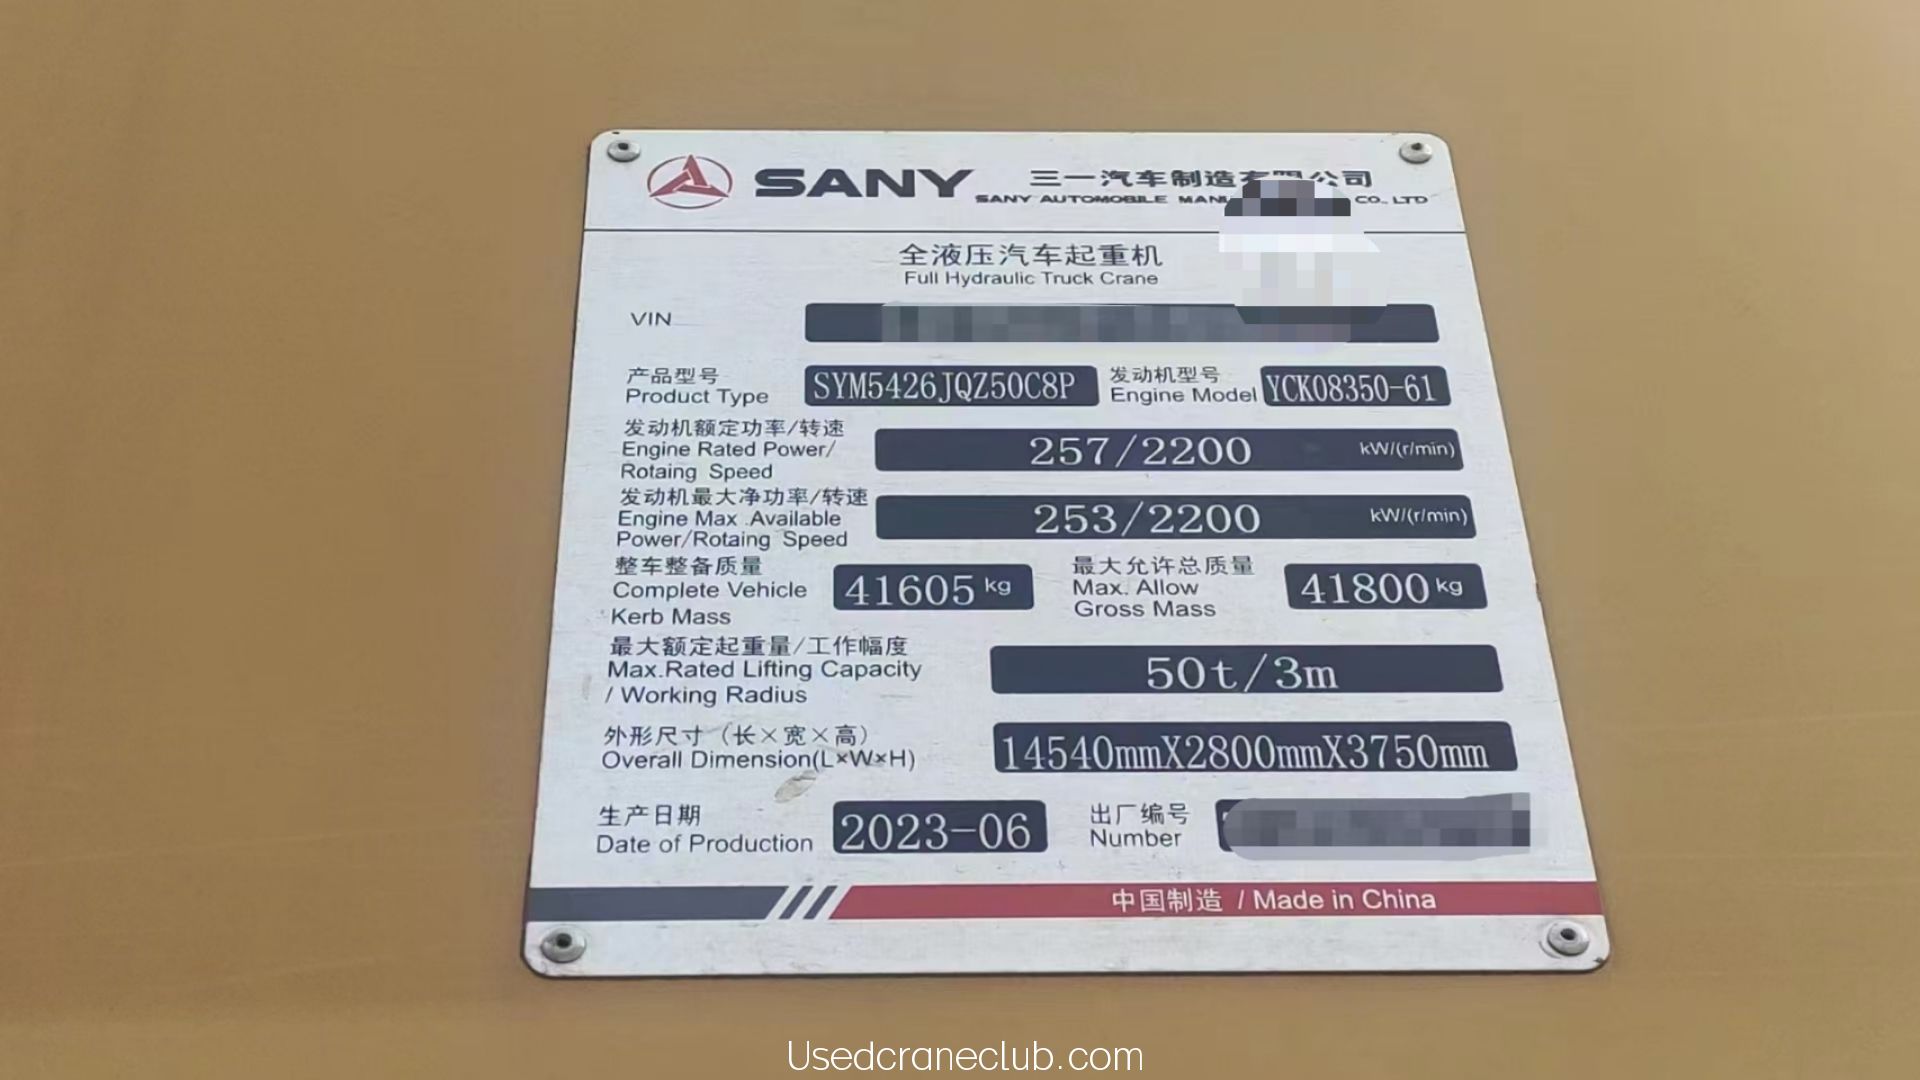 SANY 三一汽车制造有限公司
SANY AUTOMOBILE CO., LTD
全液压汽车起重机
Full Hydraulic Truck Crane
VIN
产品型号 SYM5426JQZ50C8P 发动机型号 YCK08350-61
Product Type Engine Model
发动机额定功率/转速
Engine Rated Power/ 257/2200 kW/(r/min)
Rotaing Speed
发动机最大净功率/转速
Engine Max .Available 253/2200 kW/(r/min)
Power/Rotaing Speed
整车整备质量 最大允许总质量
Complete Vehicle 41605 kg Max. Allow 41800 kg
Kerb Mass Gross Mass
最大额定起重量/工作幅度
Max.Rated Lifting Capacity 50t/3m
/ Working Radius
外形尺寸（长×宽×高）
Overall Dimension(L×W×H) 14540mmX2800mmX3750mm
生产日期 2023-06 出厂编号
Date of Production Number
中国制造 / Made in China
Usedcraneclub.com